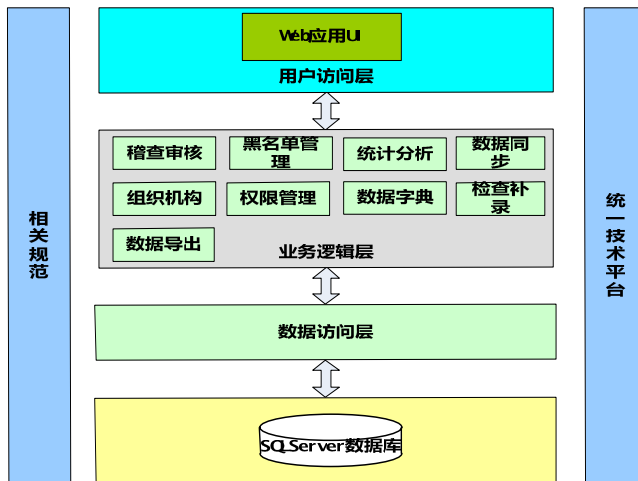 Web应用UI
用户访问层
稽查审核
黑名单管
理
统计分析
数据同
步
组织机构
权限管理
数据字典
检查补
录
数据导出
业务逻辑层
数据访问层
SQLServer数据库
相关规范
统一技术平台